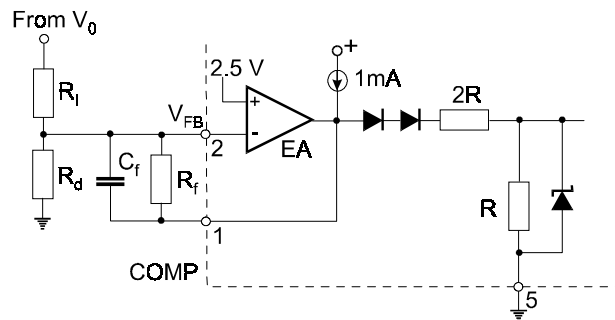 From V0
+
2.5 V
1mA
RI
2R
VFB
+
-
EA
2
Cf
Rd
Rf
R
1
COMP
5